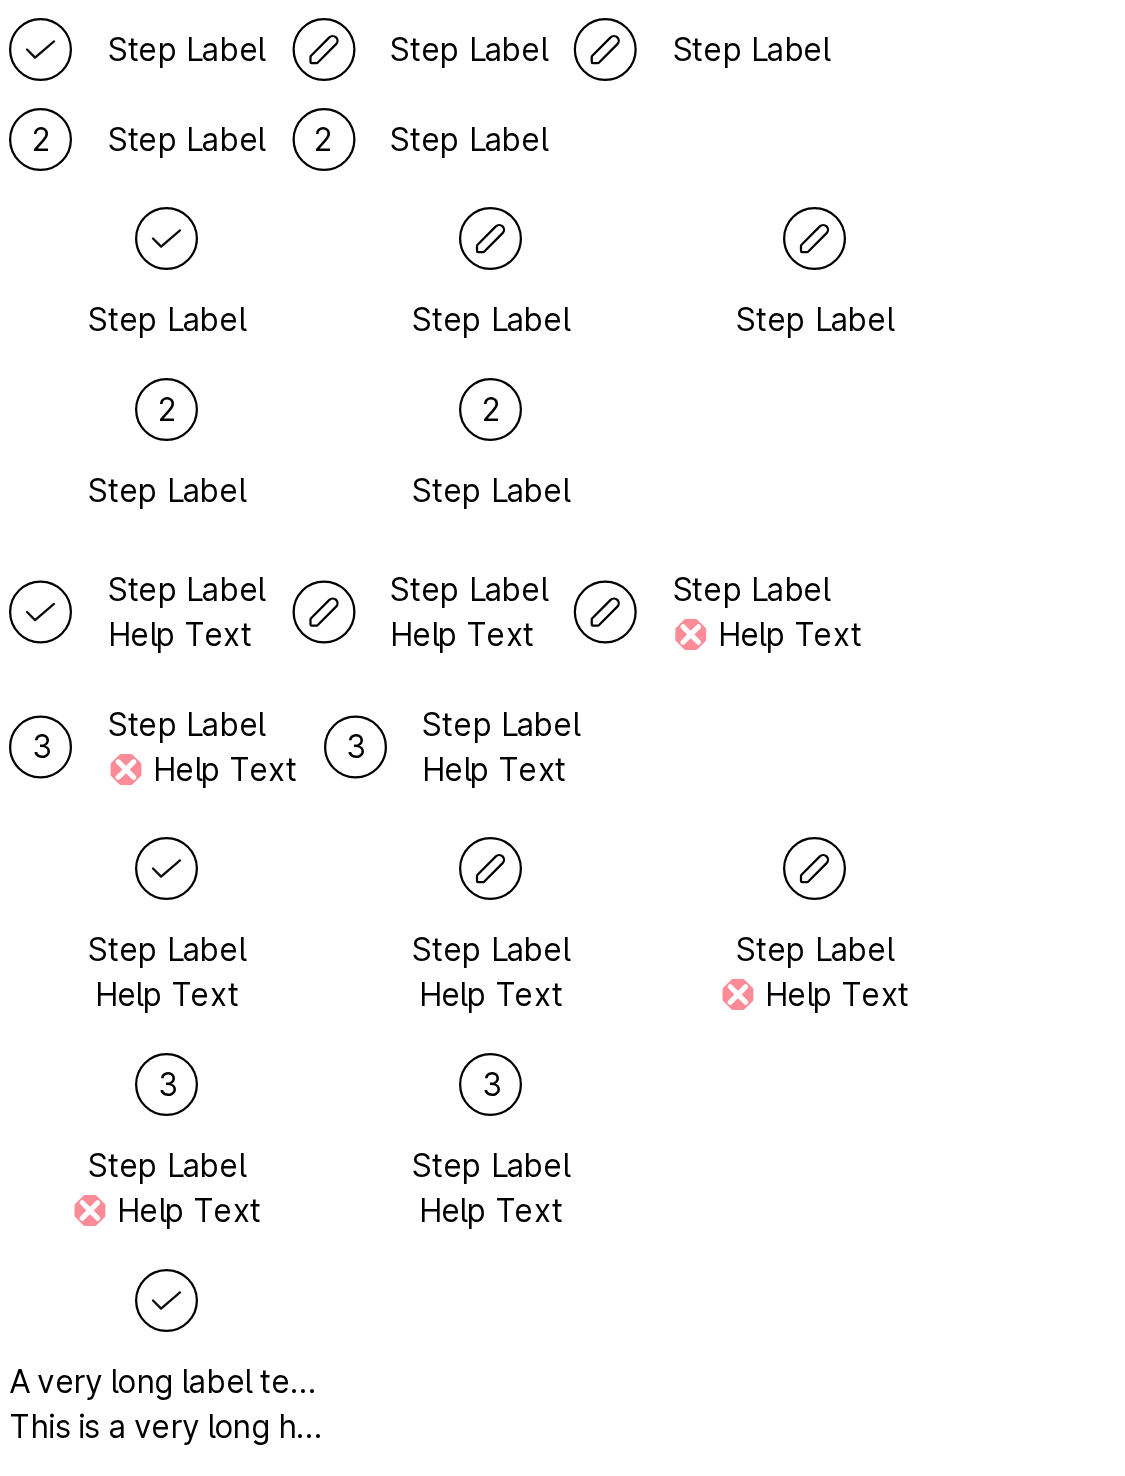 Step Label Step Label Step Label
2 Step Label 2 Step Label
Step Label Step Label Step Label
2 2
Step Label Step Label
Step Label Step Label Step Label
Help Text Help Text Help Text
3 Step Label 3 Step Label
Help Text Help Text
Step Label Step Label Step Label
Help Text Help Text Help Text
3 3
Step Label Step Label
Help Text Help Text
A very long label te...
This is a very long h...